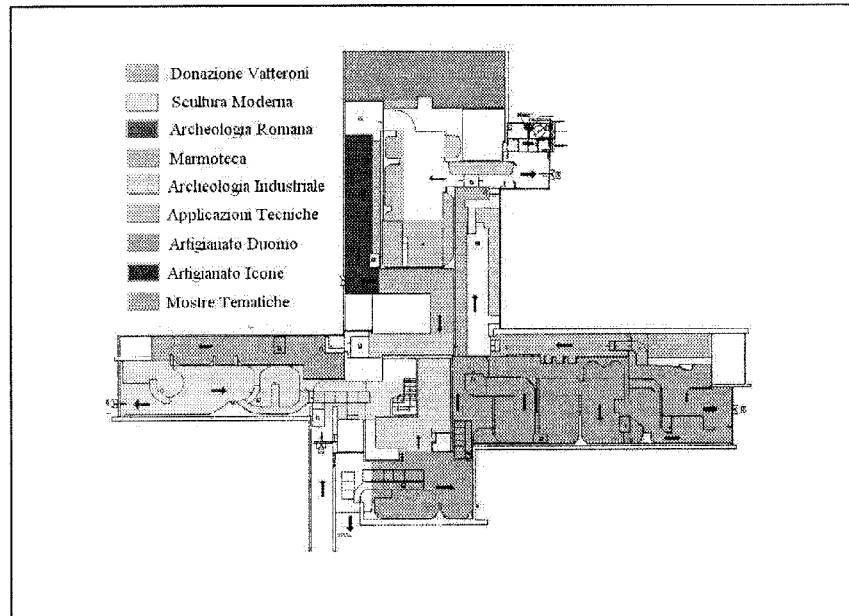 Donazione Vatteroni
Scultura Moderna
Archeologia Romana
Marmoteca
Archeologia Industriale
Applicazioni Tecniche
Artigianato Duomo
Artigianato Icone
Mostre Tematiche